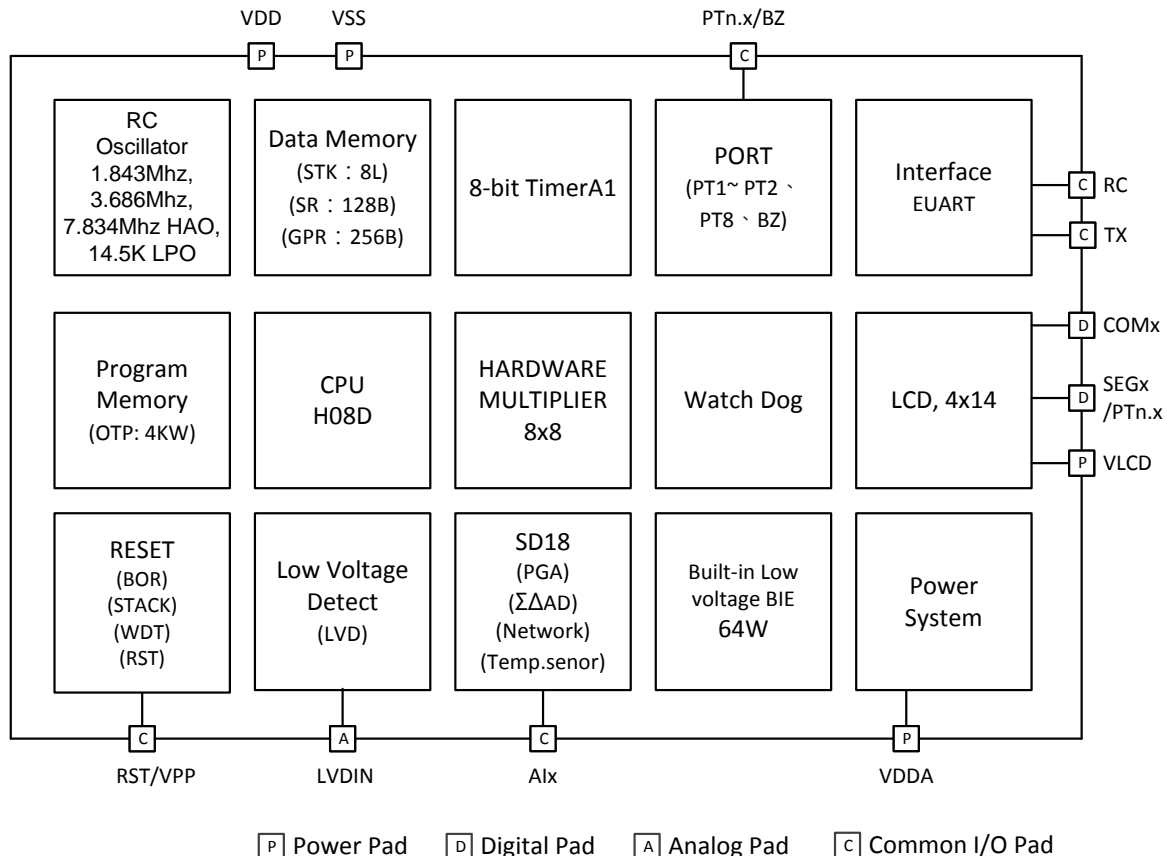 VDD
VSS
PTn.x/BZ
P
P
C
RC
Oscillator
1.843Mhz,
3.686Mhz,
7.834Mhz HAO,
14.5K LPO
Data Memory
(STK：8L)
(SR：128B)
(GPR：256B)
8-bit TimerA1
PORT
(PT1~ PT2、
PT8、BZ)
Interface
EUART
C RC
C TX
Program
Memory
(OTP: 4KW)
CPU
H08D
HARDWARE
MULTIPLIER
8x8
Watch Dog
LCD, 4x14
D COMx
D SEGx
/PTn.x
P VLCD
RESET
(BOR)
(STACK)
(WDT)
(RST)
Low Voltage
Detect
(LVD)
SD18
(PGA)
(ΣΔAD)
(Network)
(Temp.senor)
Built-in Low
voltage BIE
64W
Power
System
C
A
C
P
RST/VPP
LVDIN
AIx
VDDA
P Power Pad
D Digital Pad
A Analog Pad
C Common I/O Pad